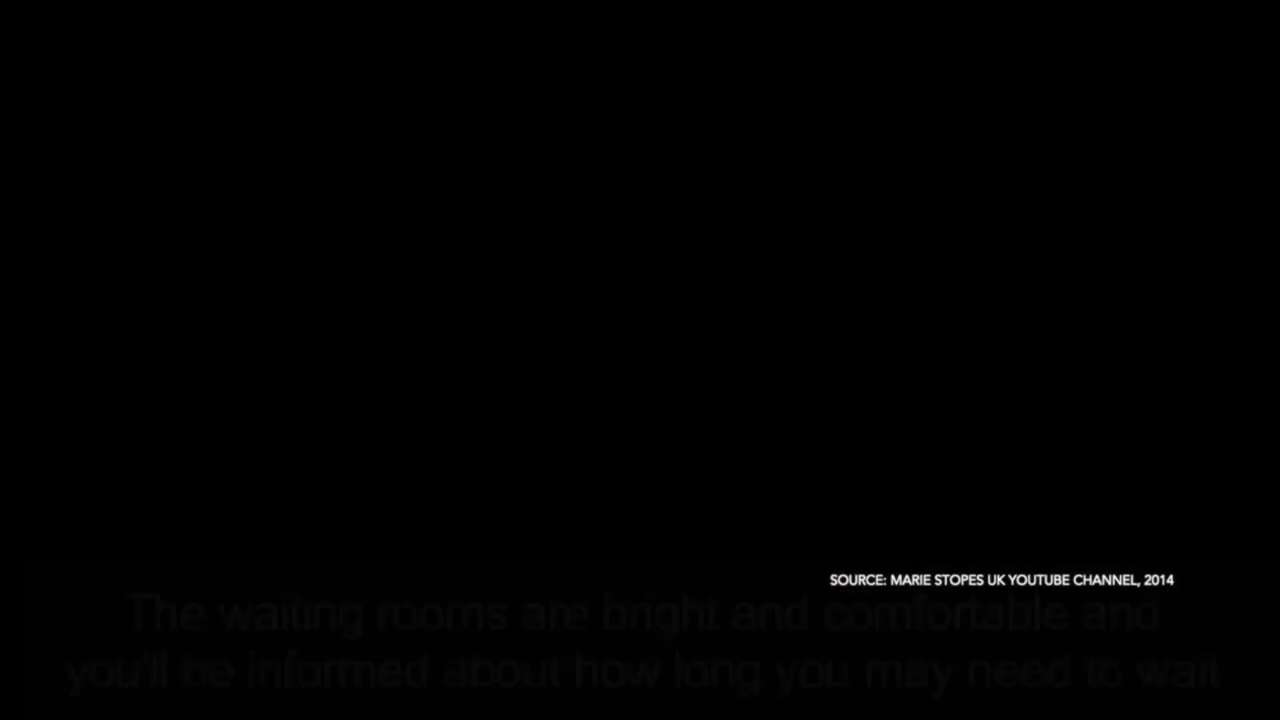 SOURCE: MARIE STOPES UK YOUTUBE CHANNEL, 2014
The waiting rooms are bright and comfortable and
you'll be informed about how long you may need to wait